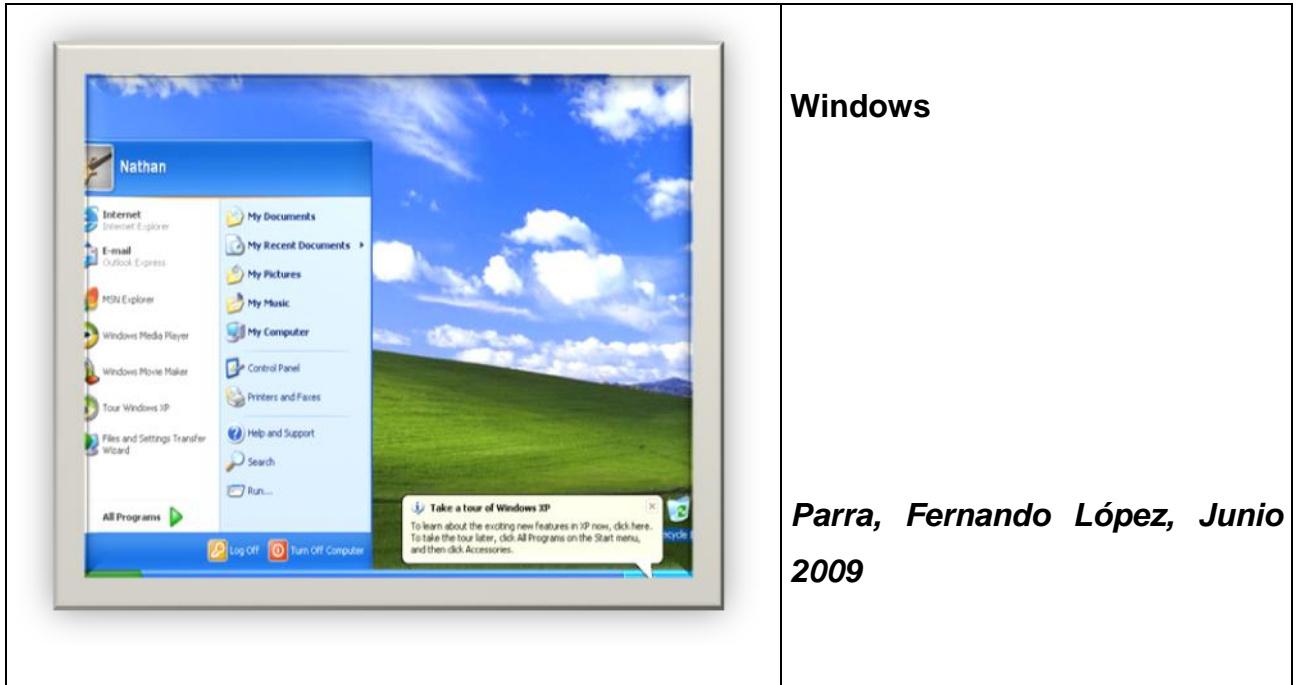 Nathan
Internet
Internet Explorer
E-mail
Outlook Express
MSN Explorer
Windows Media Player
Windows Movie Maker
Tour Windows XP
Files and Settings Transfer
Wizard
All Programs
My Documents
My Recent Documents
My Pictures
My Music
My Computer
Control Panel
Printers and Faxes
Help and Support
Search
Run...
Log Off
Turn Off Computer
Take a tour of Windows XP
To learn about the exciting new features in XP now, click here.
To take the tour later, click All Programs on the Start menu,
and then click Accessories.
Windows
Parra, Fernando López, Junio
2009